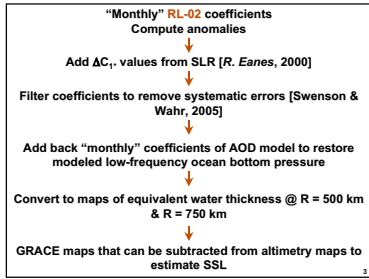 “Monthly” RL-02 coefficients
Compute anomalies
Add ΔC₁* values from SLR [R. Eanes, 2000]
Filter coefficients to remove systematic errors [Swenson &
Wahr, 2005]
Add back “monthly” coefficients of AOD model to restore
modeled low-frequency ocean bottom pressure
Convert to maps of equivalent water thickness @ R = 500 km
& R = 750 km
GRACE maps that can be subtracted from altimetry maps to
estimate SSL
3